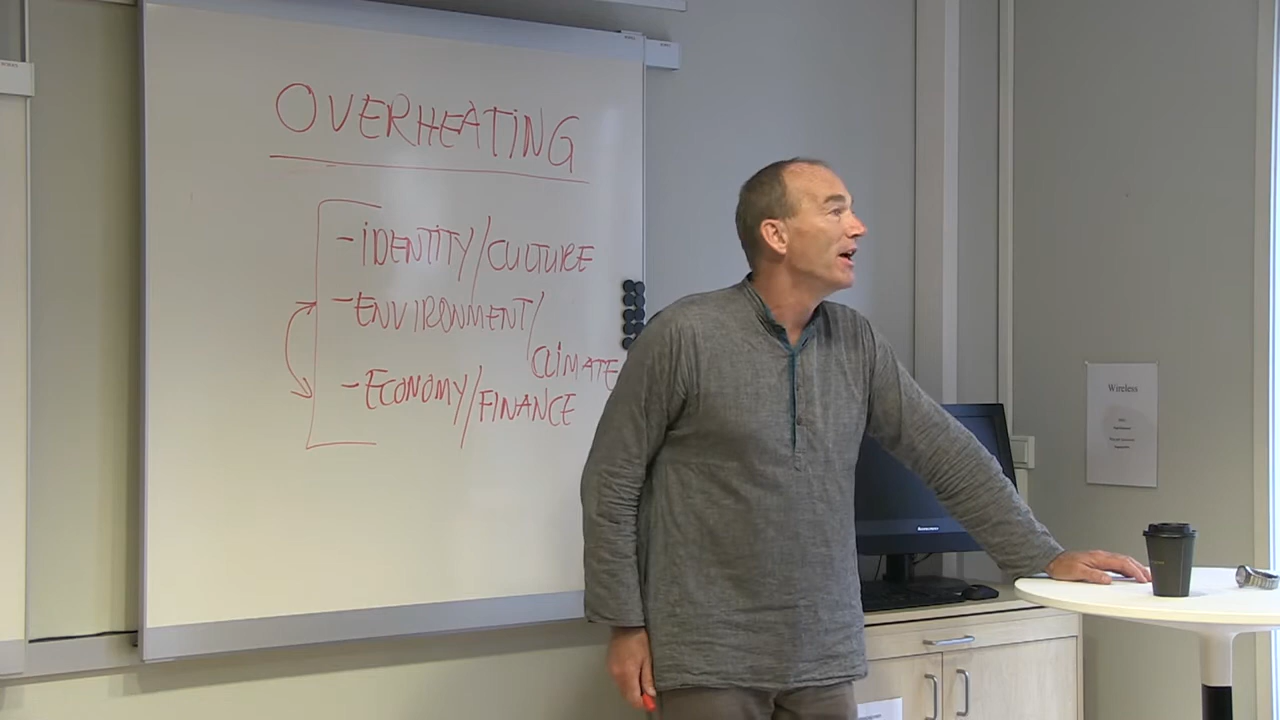 OVERHEATING
- IDENTITY/CULTURE
- ENVIRONMENT/
CLIMATE
- ECONOMY/FINANCE
Wireless